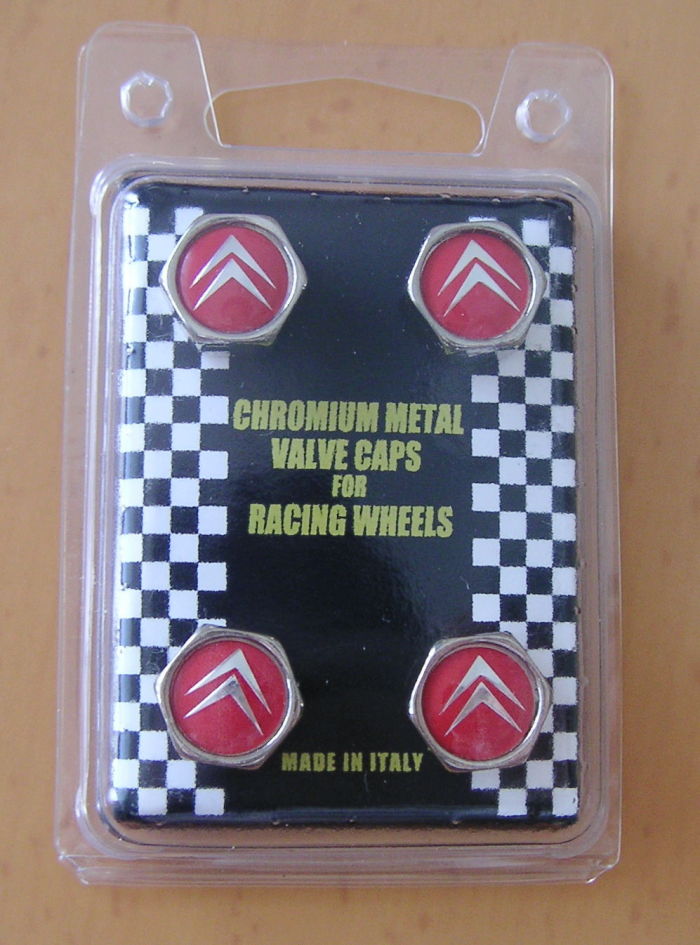 CHROMIUM METAL
VALVE CAPS
FOR
RACING WHEELS
MADE IN ITALY